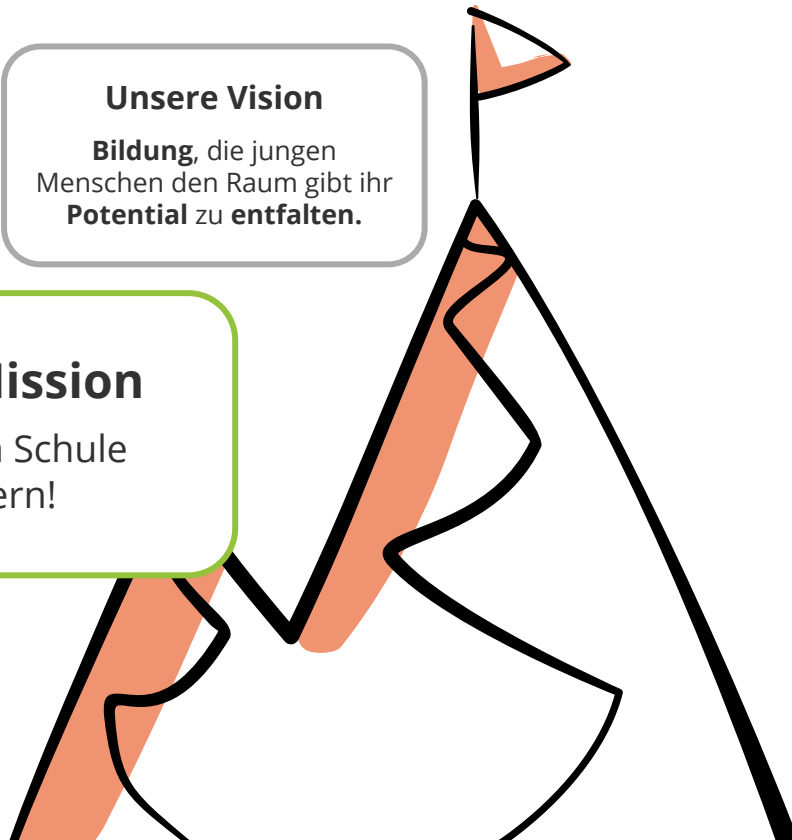 Unsere Vision
Bildung, die jungen
Menschen den Raum gibt ihr
Potential zu entfalten.
ission
Schule
ern!